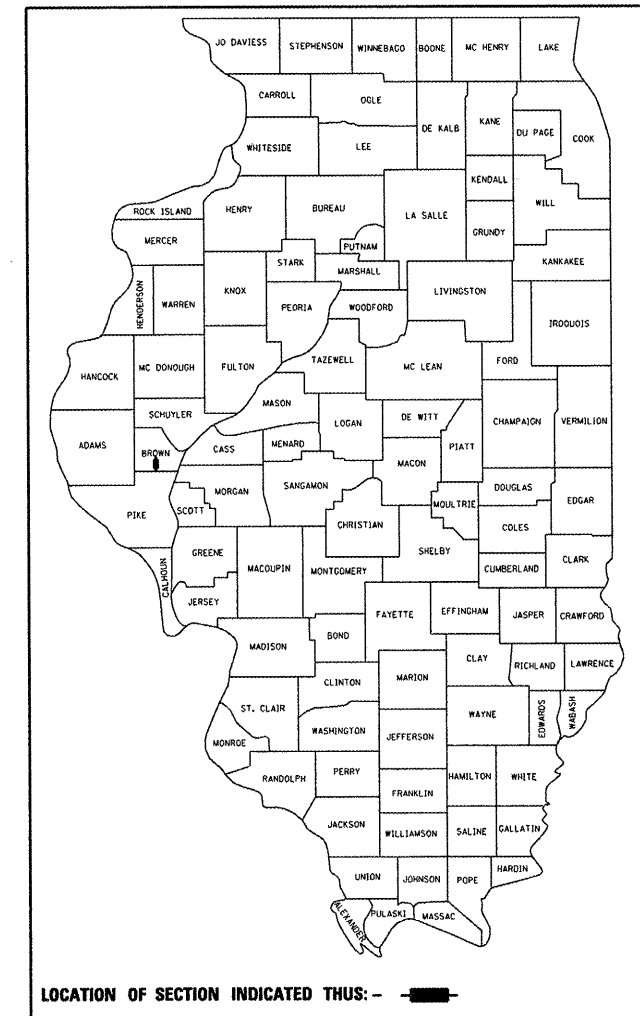 JO DAVIESS
STEPHENSON
WINNEBAGO
BOONE
MC HENRY
LAKE
CARROLL
OGLE
DE KALB
KANE
DU PAGE
COOK
WHITESIDE
LEE
KENDALL
WILL
ROCK ISLAND
HENRY
BUREAU
LA SALLE
GRUNDY
MERCER
PUTNAM
KANKAKEE
STARK
MARSHALL
HENDERSON
WARREN
KNOX
PEORIA
WOODFORD
LIVINGSTON
IROQUOIS
HANCOCK
MC DONOUGH
FULTON
TAZEWELL
MC LEAN
FORD
SCHUYLER
MASON
LOGAN
DE WITT
CHAMPAIGN
VERMILION
ADAMS
BROWN
CASS
MENARD
MACON
PIATT
PIKE
SCOTT
MORGAN
SANGAMON
CHRISTIAN
MOULTRIE
DOUGLAS
EDGAR
COLES
CALHOUN
GREENE
MACOUPIN
MONTGOMERY
SHELBY
CUMBERLAND
CLARK
JERSEY
FAYETTE
EFFINGHAM
JASPER
CRAWFORD
MADISON
BOND
CLAY
RICHLAND
LAWRENCE
CLINTON
MARION
ST. CLAIR
WAYNE
EDWARDS
WABASH
WASHINGTON
JEFFERSON
MONROE
RANDOLPH
PERRY
HAMILTON
WHITE
FRANKLIN
JACKSON
WILLIAMSON
SALINE
GALLATIN
UNION
JOHNSON
POPE
HARDIN
ALEXANDER
PULASKI
MASSAC
LOCATION OF SECTION INDICATED THUS: -